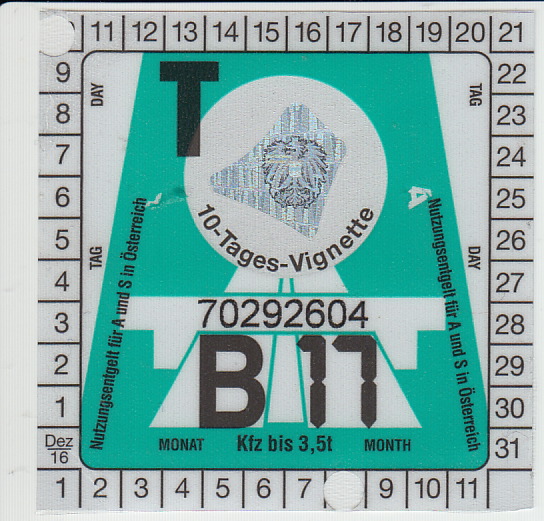 11 12 13 14 15 16 17 18 19 20 21
9
8
7
6
5
4
3
2
1
Dez
16
22
23
24
25
26
27
28
29
30
31
DAY
TAG
T
10-Tages-Vignette
A
TAG
DAY
Nutzungsentgelt für A und S in Österreich
Nutzungsentgelt für A und S in Österreich
70292604
B 17
MONAT Kfz bis 3,5t MONTH
1 2 3 4 5 6 7 9 10 11